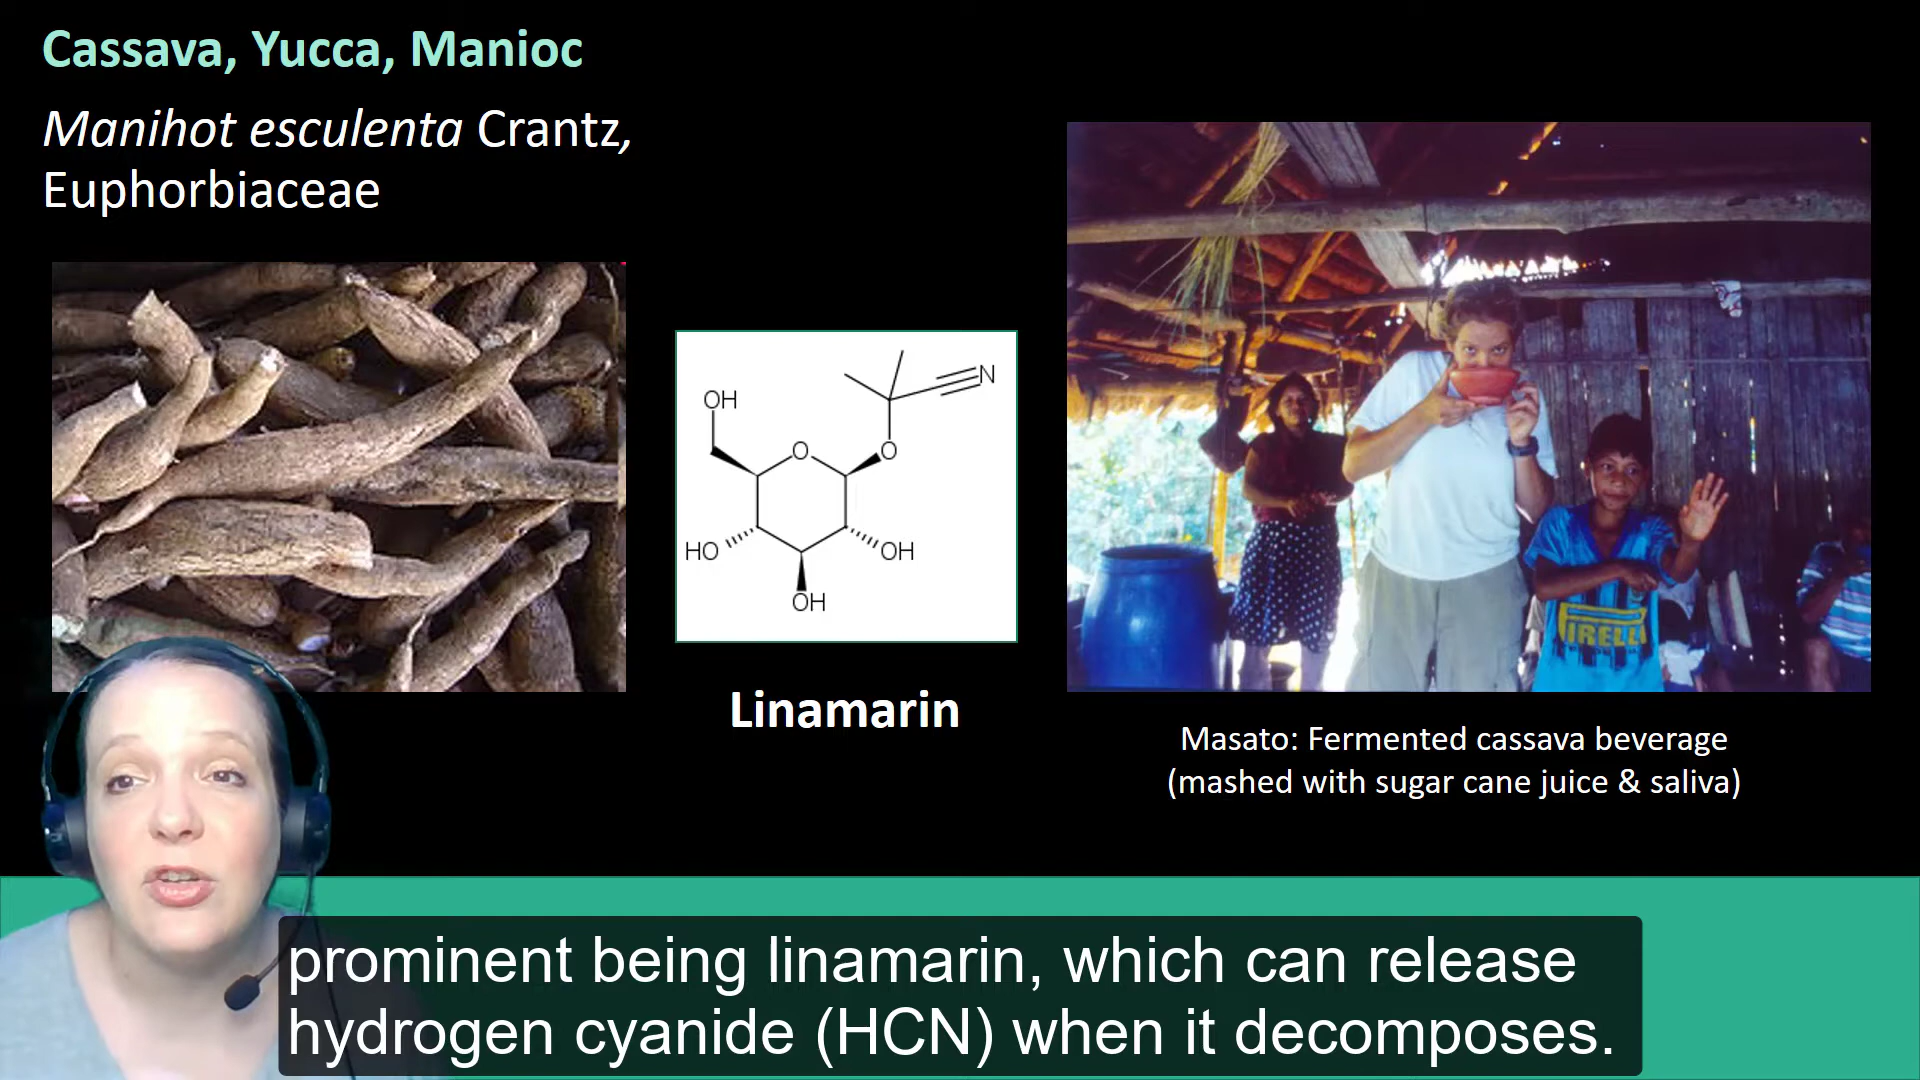 Cassava, Yucca, Manioc
Manihot esculenta Crantz,
Euphorbiaceae
OH
N
O
O
HO
OH
OH
Linamarin
PIRELLI
Masato: Fermented cassava beverage
(mashed with sugar cane juice & saliva)
prominent being linamarin, which can release
hydrogen cyanide (HCN) when it decomposes.